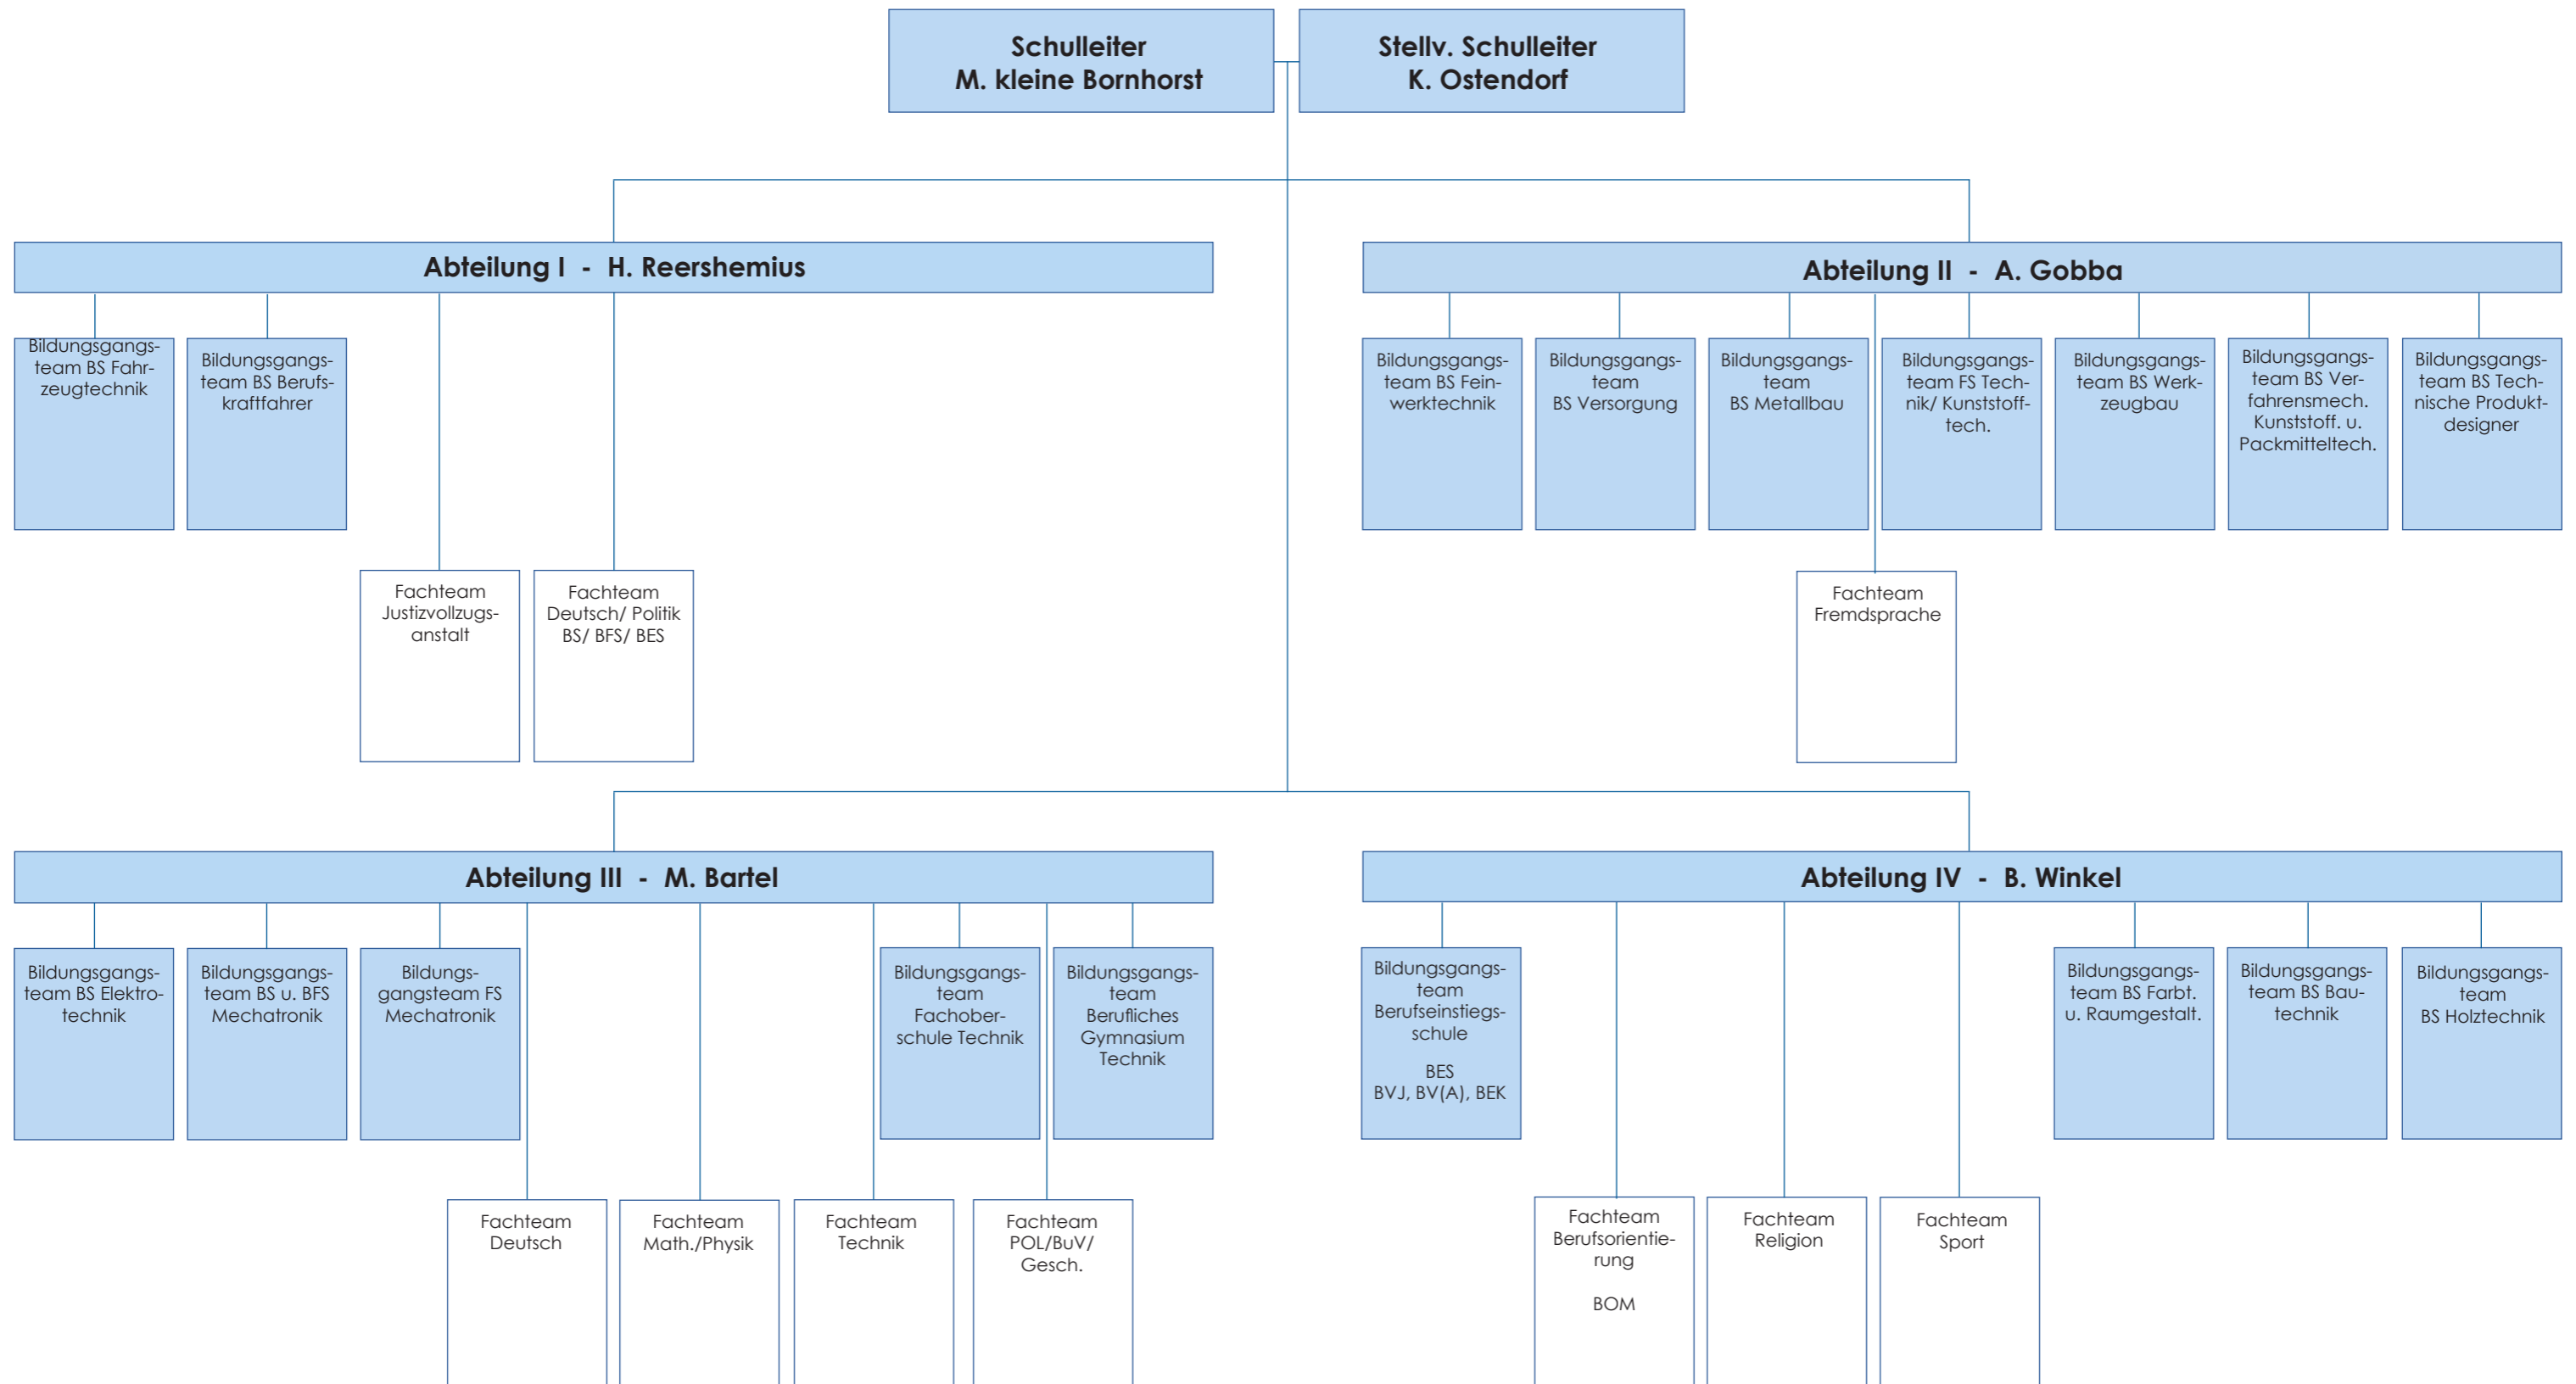 Schulleiter
M. kleine Bornhorst
Stellv. Schulleiter
K. Ostendorf
Abteilung I - H. Reershemius
Bildungsgangs-
team BS Fahr-
zeugtechnik
Bildungsgangs-
team BS Berufs-
kraftfahrer
Fachteam
Justizvollzugs-
anstalt
Fachteam
Deutsch/ Politik
BS/ BFS/ BES
Abteilung II - A. Gobba
Bildungsgangs-
team BS Fein-
werktechnik
Bildungsgangs-
team
BS Versorgung
Bildungsgangs-
team
BS Metallbau
Bildungsgangs-
team FS Tech-
nik/ Kunststoff-
tech.
Bildungsgangs-
team BS Werk-
zeugbau
Bildungsgangs-
team BS Ver-
fahrensmech.
Kunststoff. u.
Packmitteltech.
Bildungsgangs-
team BS Tech-
nische Produkt-
designer
Fachteam
Fremdsprache
Abteilung III - M. Bartel
Bildungsgangs-
team BS Elektro-
technik
Bildungsgangs-
team BS u. BFS
Mechatronik
Bildungs-
gangsteam FS
Mechatronik
Bildungsgangs-
team
Fachober-
schule Technik
Bildungsgangs-
team
Berufliches
Gymnasium
Technik
Fachteam
Deutsch
Fachteam
Math./Physik
Fachteam
Technik
Fachteam
POL/BuV/
Gesch.
Abteilung IV - B. Winkel
Bildungsgangs-
team
Berufseinstiegs-
schule
BES
BVJ, BV(A), BEK
Bildungsgangs-
team BS Farbt.
u. Raumgestalt.
Bildungsgangs-
team BS Bau-
technik
Bildungsgangs-
team
BS Holztechnik
Fachteam
Berufsorientie-
rung
BOM
Fachteam
Religion
Fachteam
Sport